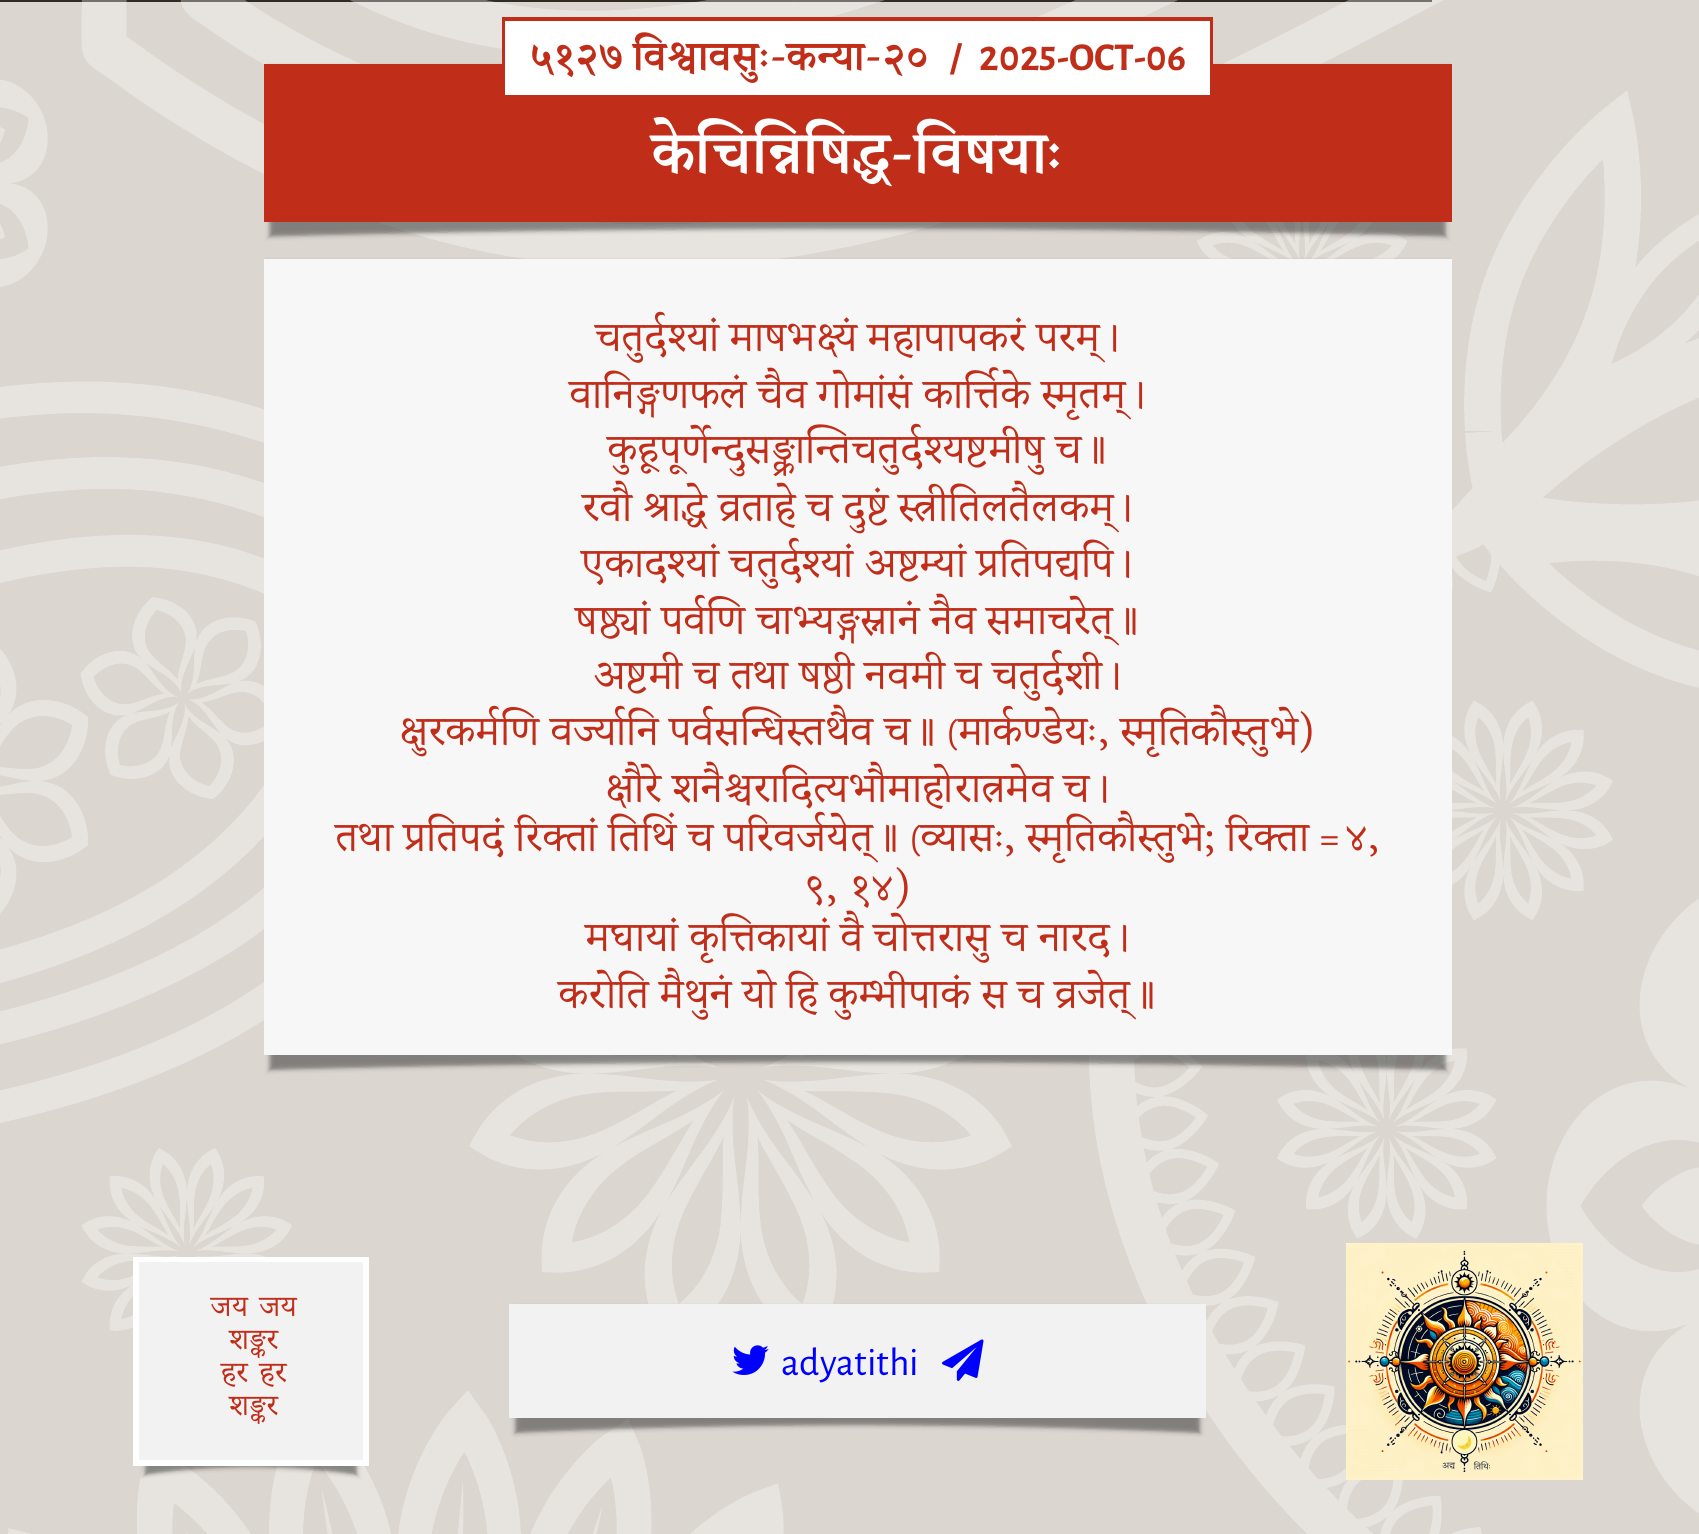 ५१२७ विश्वावसुः-कन्या-२० / 2025-OCT-06
केचिन्निषिद्ध-विषयाः
चतुर्दश्यां माषभक्ष्यं महापापकरं परम्।
वानिङ्गणफलं चैव गोमांसं कार्त्तिके स्मृतम्।
कुहूपूर्णेन्दुसङ्क्रान्तिचतुर्दश्यष्टमीषु च॥
रवौ श्राद्धे व्रताहे च दुष्टं स्त्रीतिलतैलकम्।
एकादश्यां चतुर्दश्यां अष्टम्यां प्रतिपद्यपि।
षष्ठ्यां पर्वणि चाभ्यङ्गस्नानं नैव समाचरेत्॥
अष्टमी च तथा षष्ठी नवमी च चतुर्दशी।
क्षुरकर्मणि वर्ज्यानि पर्वसन्धिस्तथैव च॥ (मार्कण्डेयः, स्मृतिकौस्तुभे)
क्षौरे शनैश्चरादित्यभौमाहोरात्रमेव च।
तथा प्रतिपदं रिक्तां तिथिं च परिवर्जयेत्॥ (व्यासः, स्मृतिकौस्तुभे; रिक्ता = ४,
९, १४)
मघायां कृत्तिकायां वै चोत्तरासु च नारद।
करोति मैथुनं यो हि कुम्भीपाकं स च व्रजेत्॥
जय जय
शङ्कर
हर हर
शङ्कर
adyatithi
अद्य तिथिः